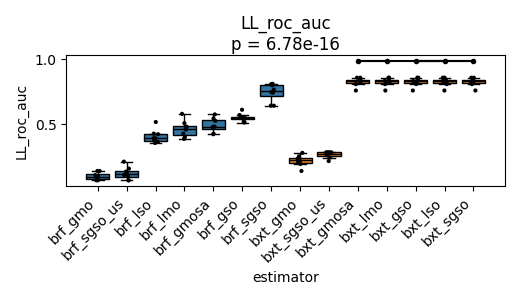 LL_roc_auc
p = 6.78e-16
LL_roc_auc
1.0
0.5
brf_gmo
brf_sgso_us
brf_lso
brf_lmo
brf_gmosa
brf_gso
brf_sgso
bxt_gmo
bxt_sgso_us
bxt_gmosa
bxt_lmo
bxt_gso
bxt_lso
bxt_sgso
estimator